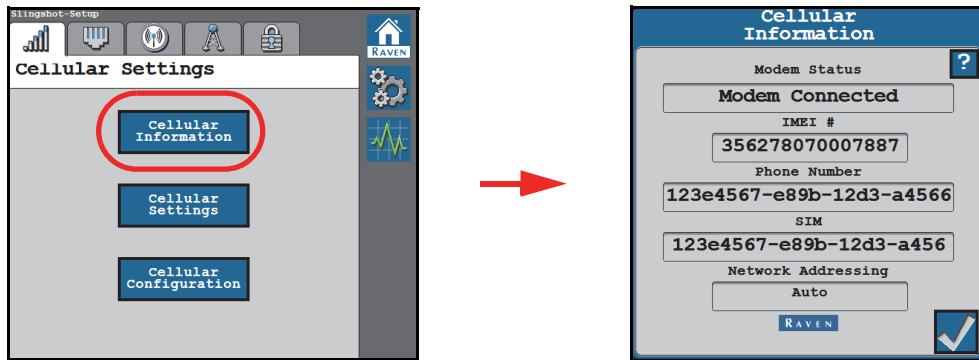 Slingshot-Setup
RAVEN
Cellular Settings
Cellular
Information
Cellular
Settings
Cellular
Configuration
Cellular
Information
?
Modem Status
Modem Connected
IMEI #
356278070007887
Phone Number
123e4567-e89b-12d3-a4566
SIM
123e4567-e89b-12d3-a456
Network Addressing
Auto
RAVEN